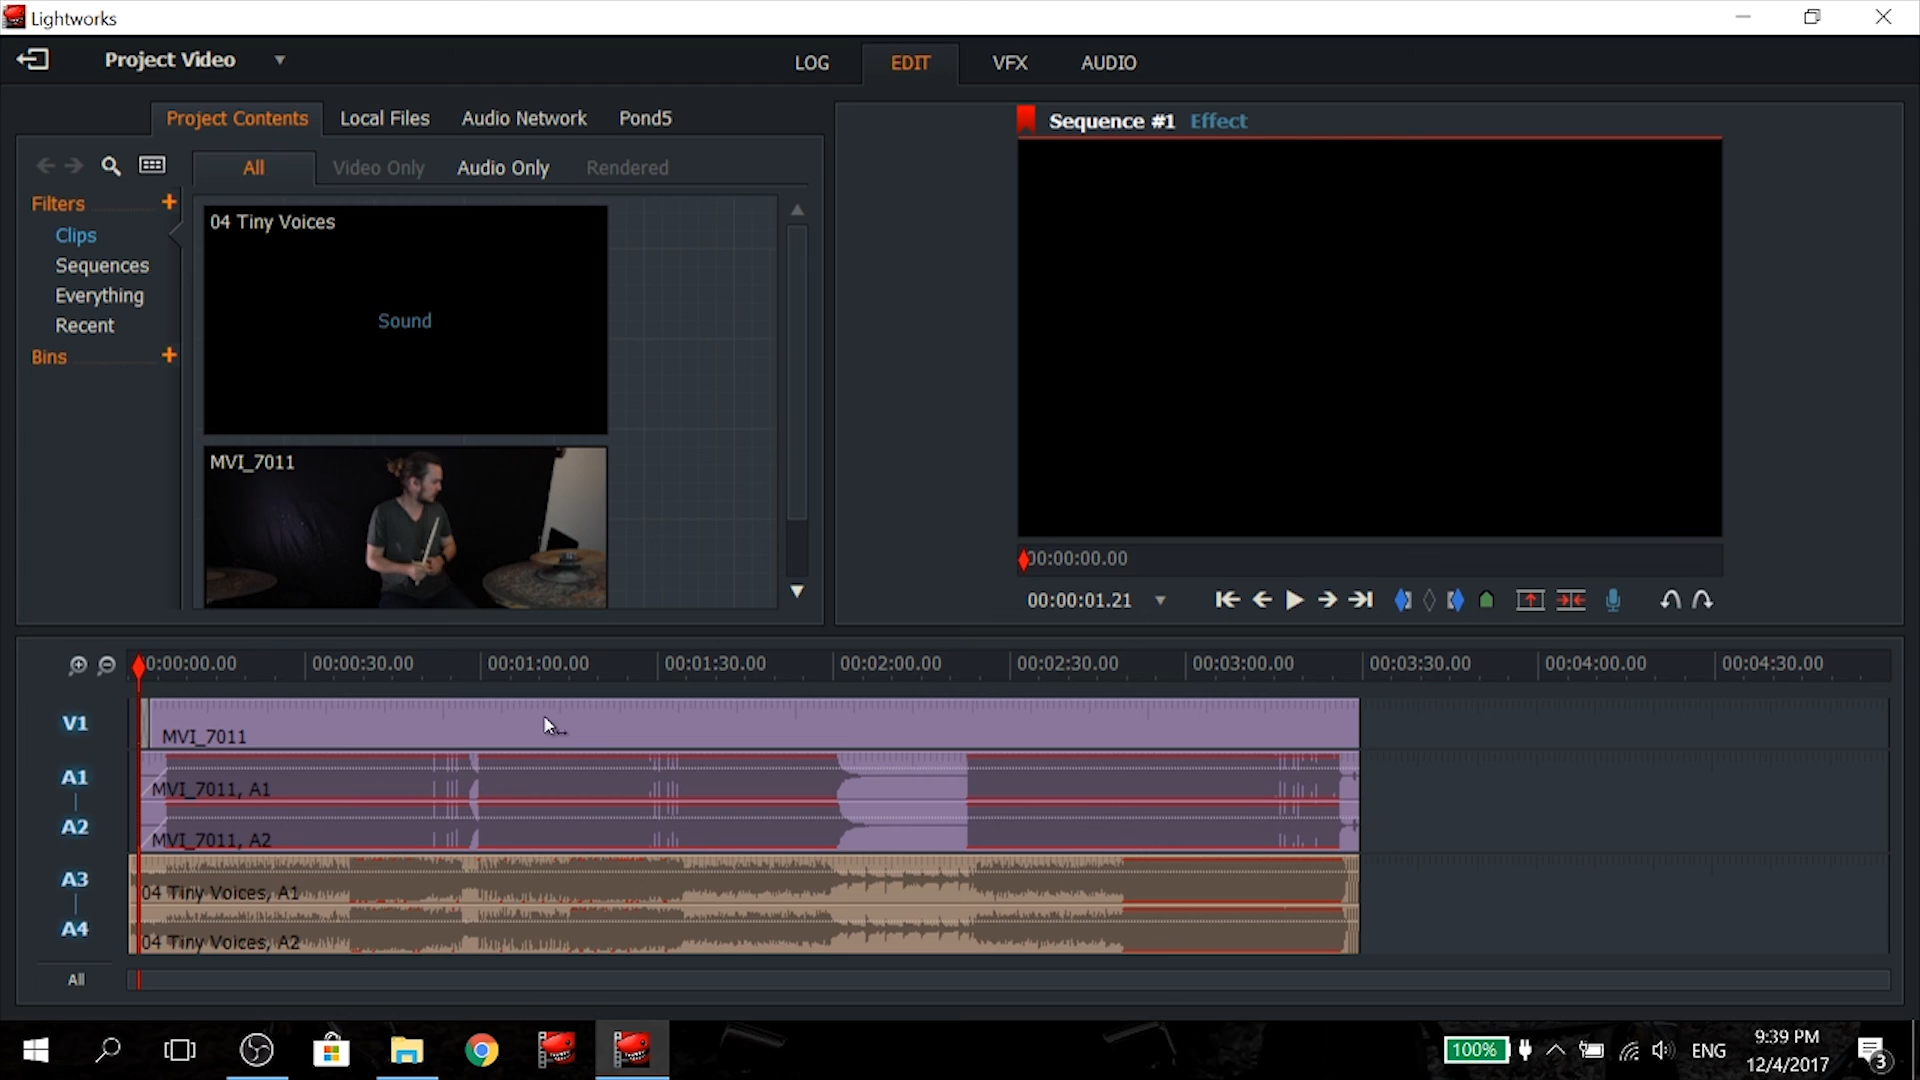 Lightworks
Project Video
LOG
EDIT
VFX
AUDIO
Project Contents
Local Files
Audio Network
Pond5
All
Video Only
Audio Only
Rendered
Filters
Clips
Sequences
Everything
Recent
Bins
04 Tiny Voices
Sound
MVI_7011
Sequence #1 Effect
00:00:00.00
00:00:01.21
0:00:00.00
00:00:30.00
00:01:00.00
00:01:30.00
00:02:00.00
00:02:30.00
00:03:00.00
00:03:30.00
00:04:00.00
00:04:30.00
V1
MVI_7011
A1
MVI_7011, A1
A2
MVI_7011, A2
A3
04 Tiny Voices, A1
A4
04 Tiny Voices, A2
All
100%
ENG
9:39 PM
12/4/2017
3